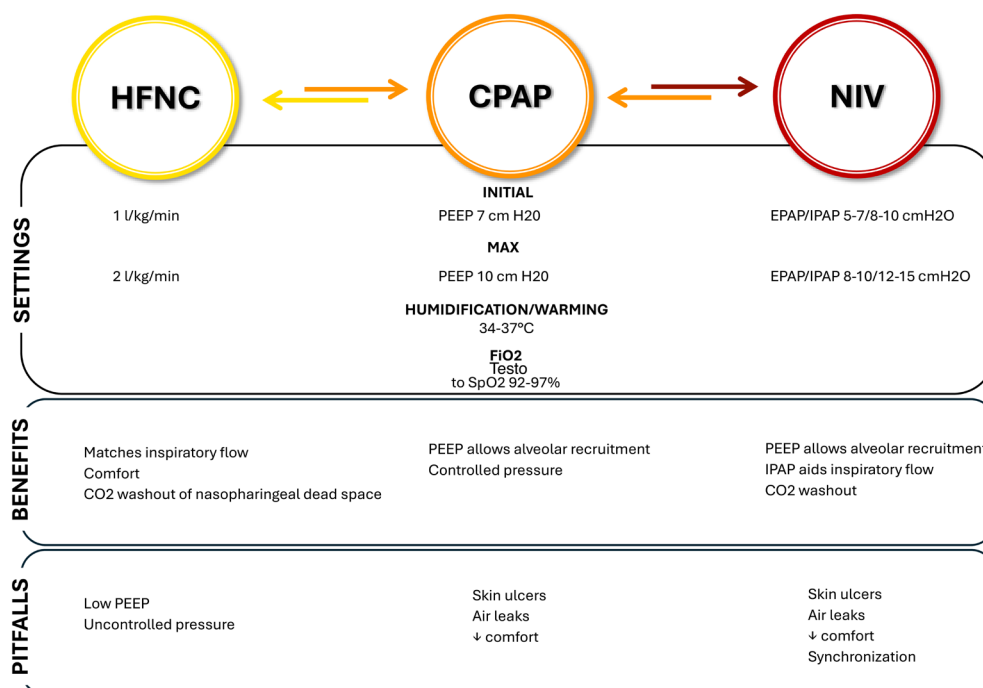 HFNC
CPAP
NIV
SETTINGS
INITIAL
1 l/kg/min
PEEP 7 cm H20
EPAP/IPAP 5-7/8-10 cmH2O
MAX
2 l/kg/min
PEEP 10 cm H20
EPAP/IPAP 8-10/12-15 cmH2O
HUMIDIFICATION/WARMING
34-37°C
FiO2
Testo
to SpO2 92-97%
BENEFITS
Matches inspiratory flow
Comfort
CO2 washout of nasopharingeal dead space
PEEP allows alveolar recruitment
Controlled pressure
PEEP allows alveolar recruitment
IPAP aids inspiratory flow
CO2 washout
PITFALLS
Low PEEP
Uncontrolled pressure
Skin ulcers
Air leaks
↓ comfort
Skin ulcers
Air leaks
↓ comfort
Synchronization